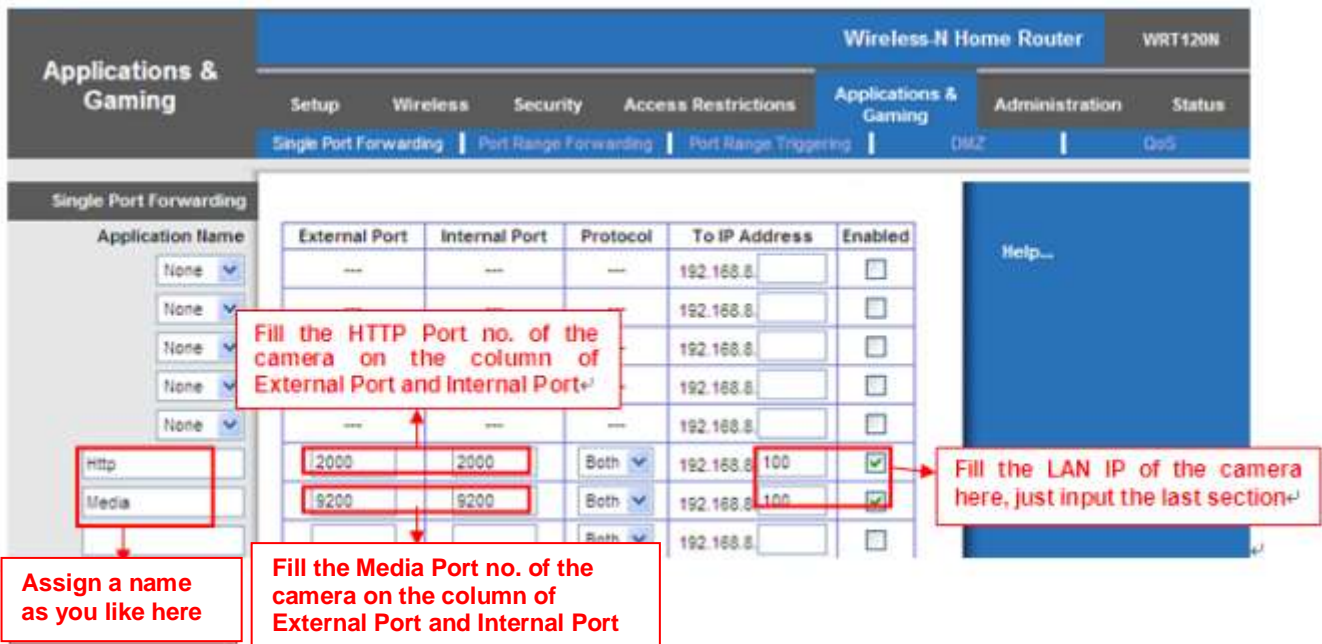 Wireless-N Home Router WRT120N
Applications &
Gaming
Setup Wireless Security Access Restrictions Applications & Gaming Administration Status
Single Port Forwarding Port Range Forwarding Port Range Triggering DMZ QoS
Single Port Forwarding
Application Name External Port Internal Port Protocol To IP Address Enabled
Help...
None --- --- --- 192.168.8.
None --- --- --- 192.168.8.
None 192.168.8.
None 192.168.8.
None --- --- --- 192.168.8.
Fill the HTTP Port no. of the
camera on the column of
External Port and Internal Port↵
Http 2000 2000 Both 192.168.8. 100
Media 9200 9200 Both 192.168.8. 100
Both 192.168.8.
Fill the LAN IP of the camera
here, just input the last section↵
Assign a name
as you like here
Fill the Media Port no. of the
camera on the column of
External Port and Internal Port